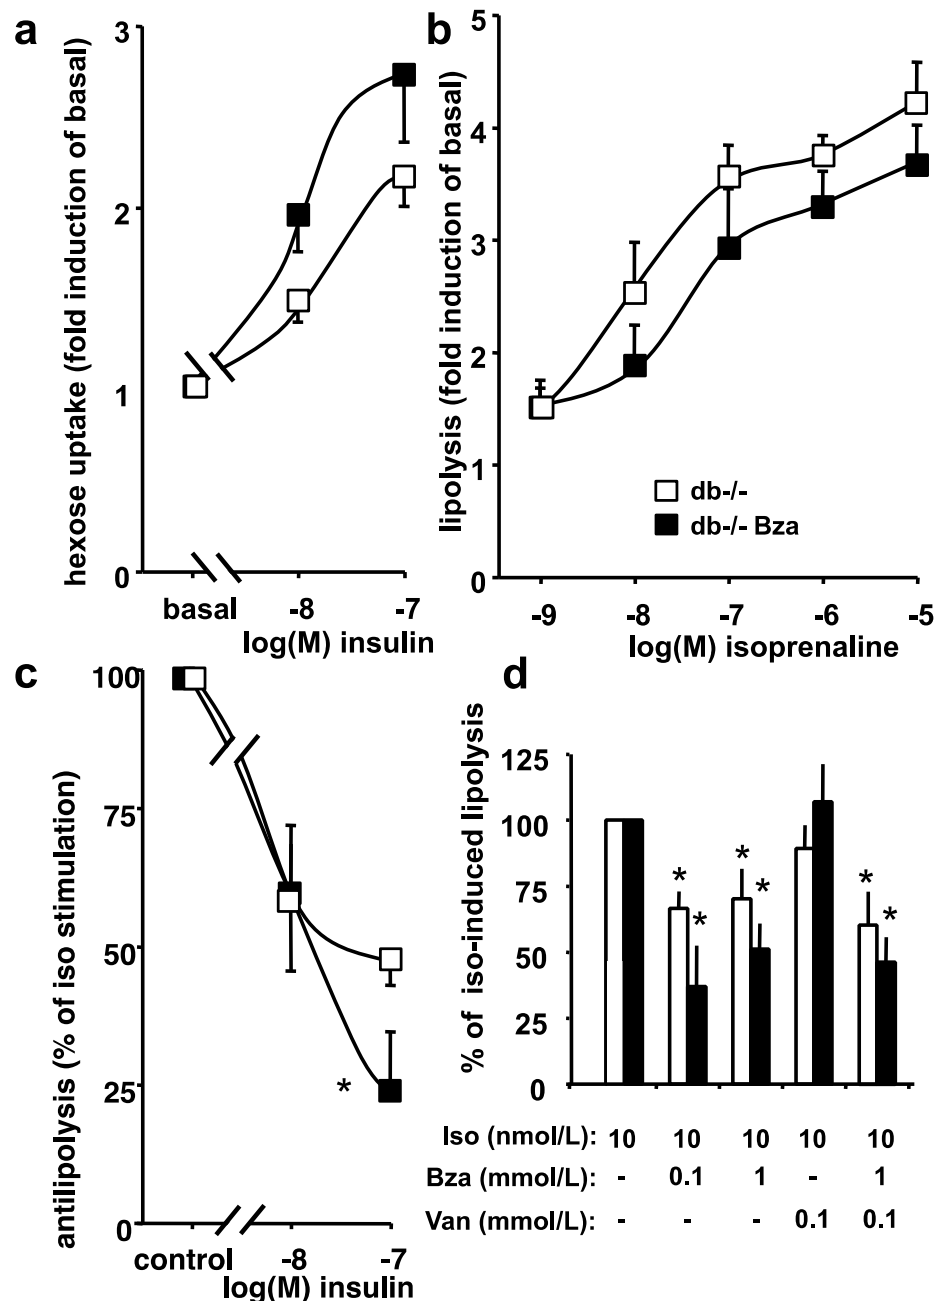 a
hexose uptake (fold induction of basal)
3
2
1
0
basal
-8
-7
log(M) insulin
b
lipolysis (fold induction of basal)
5
4
3
2
1
0
db-/-
db-/- Bza
-9
-8
-7
-6
-5
log(M) isoprenaline
c
antilipolysis (% of iso stimulation)
100
75
50
25
0
*
control
-8
-7
log(M) insulin
d
% of iso-induced lipolysis
125
100
75
50
25
0
* * * * * *
Iso (nmol/L): 10 10 10 10 10
Bza (mmol/L): - 0.1 1 - 1
Van (mmol/L): - - - 0.1 0.1